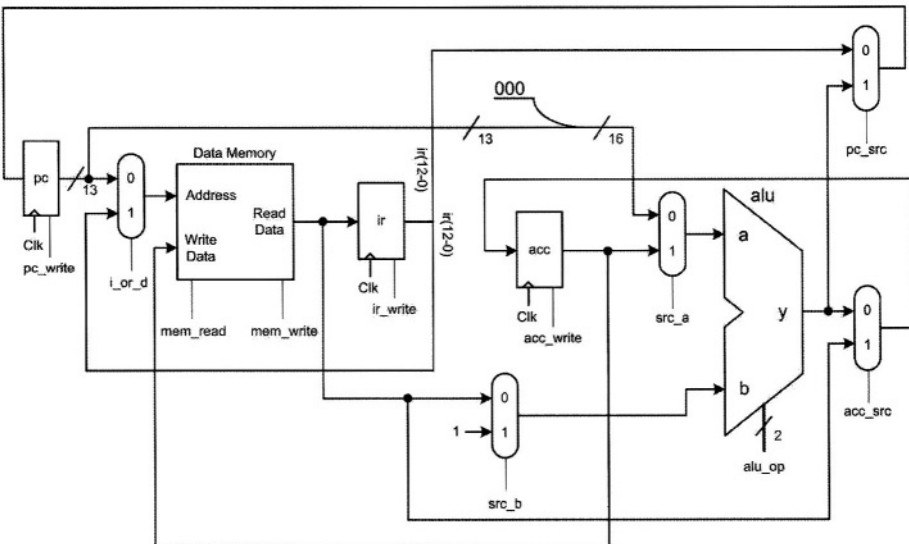 0
1
pc_src
000
13
16
ir(12-0)
ir(12-0)
Data Memory
pc
13
Clk
pc_write
0
1
i_or_d
Address
Read
Data
Write
Data
mem_read
mem_write
ir
Clk
ir_write
acc
Clk
acc_write
0
1
src_a
alu
a
y
b
2
alu_op
0
1
acc_src
0
1
1
src_b